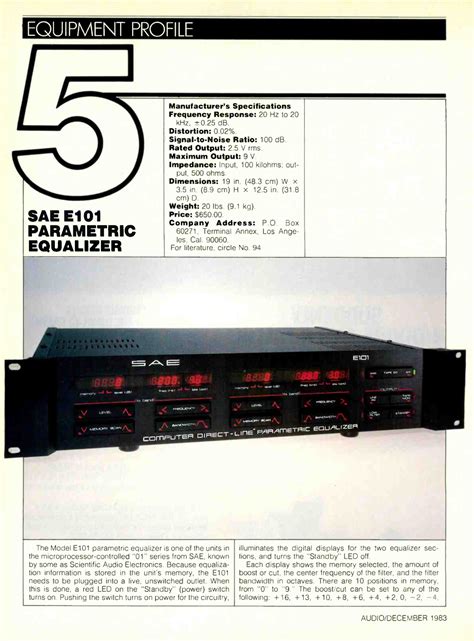 EQUIPMENT PROFILE
5
SAE E101
PARAMETRIC
EQUALIZER
Manufacturer's Specifications
Frequency Response: 20 Hz to 20
kHz, ±0.25 dB.
Distortion: 0.02%.
Signal-to-Noise Ratio: 100 dB.
Rated Output: 2.5 V rms.
Maximum Output: 9 V.
Impedance: Input, 100 kilohms; out-
put, 500 ohms.
Dimensions: 19 in. (48.3 cm) W ×
3.5 in. (8.9 cm) H × 12.5 in. (31.8
cm) D.
Weight: 20 lbs. (9.1 kg).
Price: $650.00.
Company Address: P.O. Box
60271, Terminal Annex, Los Ange-
les, Cal. 90060.
For literature, circle No. 94
SAE
E101
LEVEL
FREQUENCY
LEVEL
FREQUENCY
MEMORY SCAN
BANDWIDTH
MEMORY SCAN
BANDWIDTH
OUTPUT
COMPUTER DIRECT-LINE PARAMETRIC EQUALIZER
The Model E101 parametric equalizer is one of the units in
the microprocessor-controlled "01" series from SAE, known
by some as Scientific Audio Electronics. Because equaliza-
tion information is stored in the unit's memory, the E101
needs to be plugged into a live, unswitched outlet. When
this is done, a red LED on the "Standby" (power) switch
turns on. Pushing the switch turns on power for the circuitry,
illuminates the digital displays for the two equalizer sec-
tions, and turns the "Standby" LED off.
Each display shows the memory selected, the amount of
boost or cut, the center frequency of the filter, and the filter
bandwidth in octaves. There are 10 positions in memory,
from "0" to "9." The boost/cut can be set to any of the
following: +16, +13, +10, +8, +6, +4, +2, 0, −2, −4,
AUDIO/DECEMBER 1983